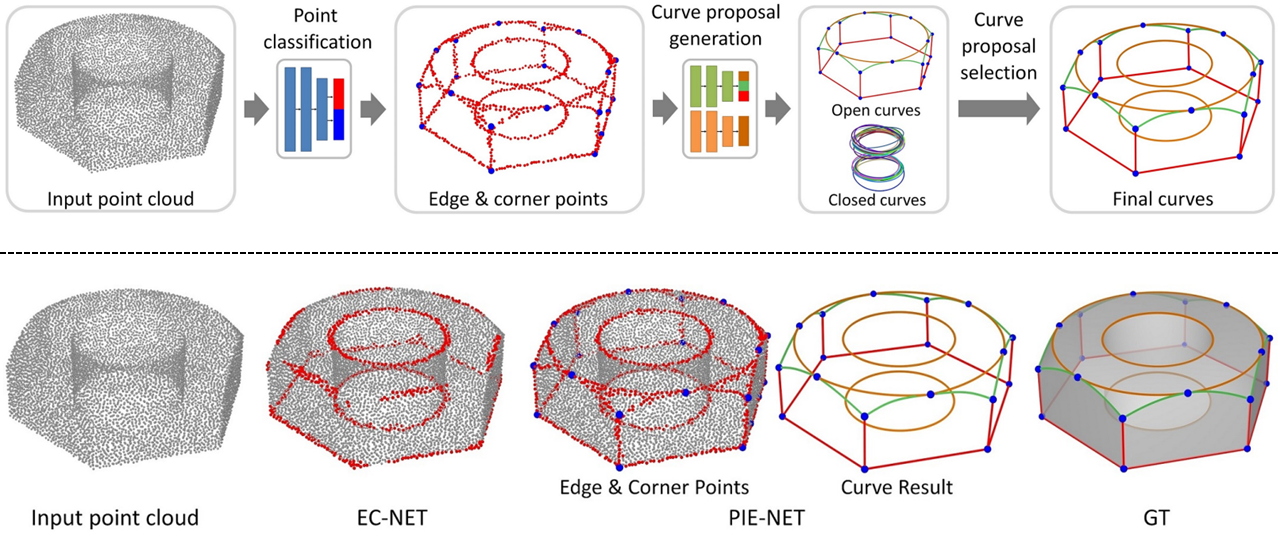 Point
classification
Curve proposal
generation
Curve
proposal
selection
Input point cloud
Edge & corner points
Open curves
Closed curves
Final curves
Edge & Corner Points
Curve Result
Input point cloud
EC-NET
PIE-NET
GT